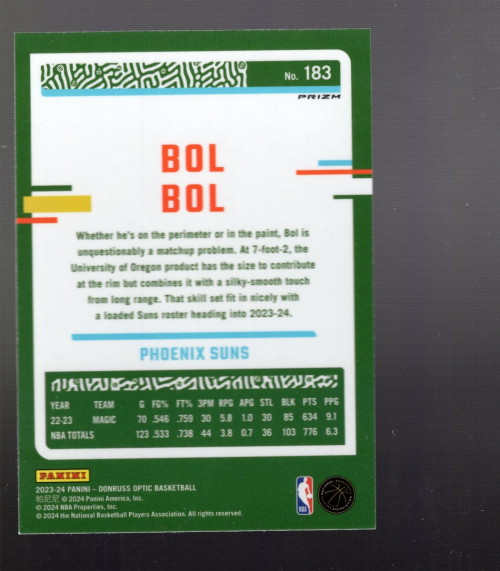 No. 183
PRIZM
BOL
BOL
Whether he's on the perimeter or in the paint, Bol is
unquestionably a matchup problem. At 7-foot-2, the
University of Oregon product has the size to contribute
at the rim but combines it with a silky-smooth touch
from long range. That skill set fit in nicely with
a loaded Suns roster heading into 2023-24.
PHOENIX SUNS
YEAR TEAM G FG% FT% 3PM RPG APG STL BLK PTS PPG
22-23 MAGIC 70 .546 .759 30 5.8 1.0 30 85 634 9.1
NBA TOTALS 123 .533 .738 44 3.8 0.7 36 103 776 6.3
PANINI
2023-24 PANINI – DONRUSS OPTIC BASKETBALL
帕尼尼 © 2024 Panini America, Inc.
© 2024 NBA Properties, Inc.
© 2024 the National Basketball Players Association. All rights reserved.
NBA